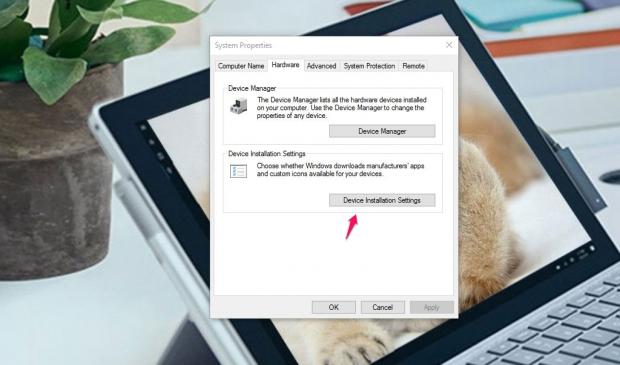 System Properties
Computer Name Hardware Advanced System Protection Remote
Device Manager
The Device Manager lists all the hardware devices installed
on your computer. Use the Device Manager to change the
properties of any device.
Device Manager
Device Installation Settings
Choose whether Windows downloads manufacturers' apps
and custom icons available for your devices.
Device Installation Settings
OK Cancel Apply